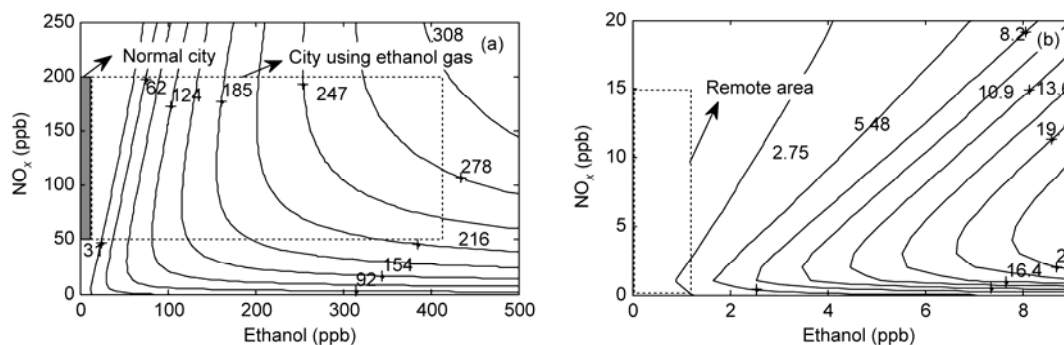 250
200
150
100
50
0
NOx (ppb)
Normal city
City using ethanol gas
308
(a)
62
124
185
247
278
31
216
154
92
0 100 200 300 400 500
Ethanol (ppb)
20
15
10
5
0
NOx (ppb)
8.2
(b)
Remote area
10.9
13.6
5.48
19
2.75
16.4
0 2 4 6 8
Ethanol (ppb)